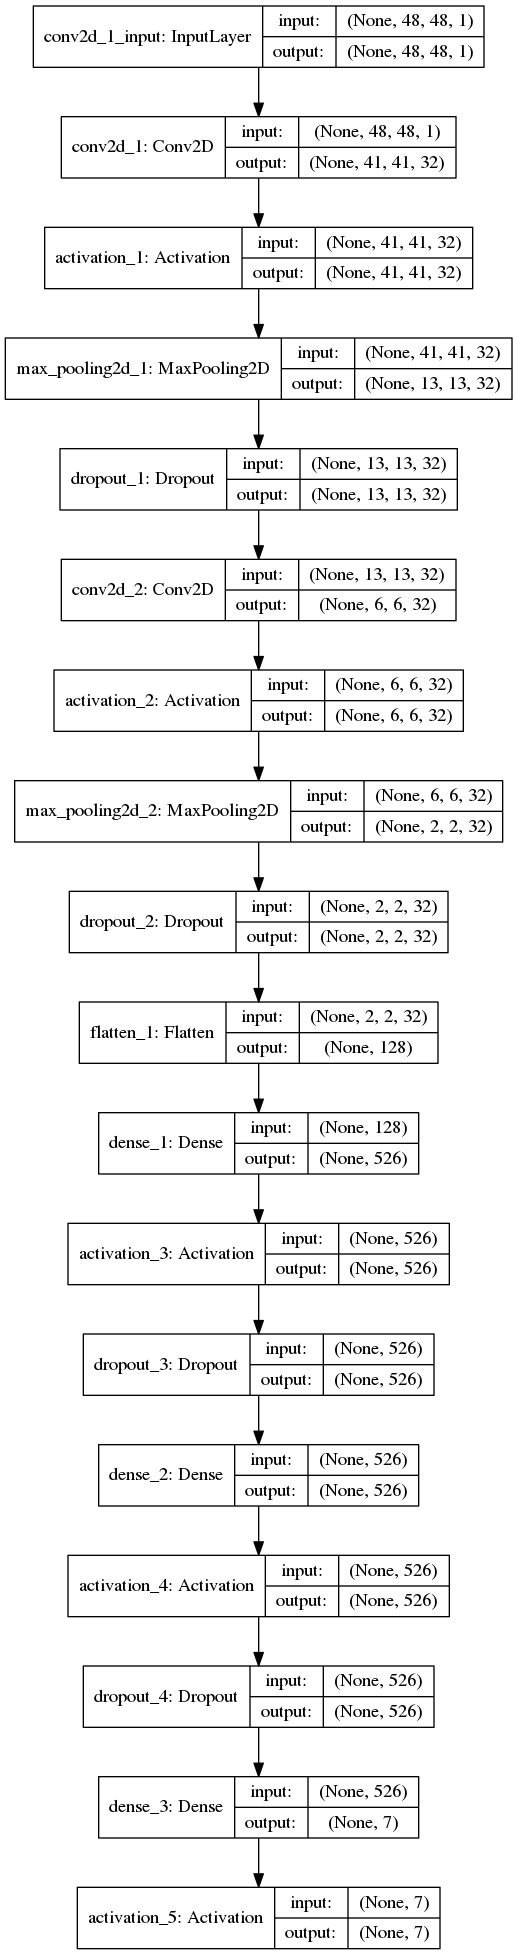 conv2d_1_input: InputLayer
input: (None, 48, 48, 1)
output: (None, 48, 48, 1)
conv2d_1: Conv2D
input: (None, 48, 48, 1)
output: (None, 41, 41, 32)
activation_1: Activation
input: (None, 41, 41, 32)
output: (None, 41, 41, 32)
max_pooling2d_1: MaxPooling2D
input: (None, 41, 41, 32)
output: (None, 13, 13, 32)
dropout_1: Dropout
input: (None, 13, 13, 32)
output: (None, 13, 13, 32)
conv2d_2: Conv2D
input: (None, 13, 13, 32)
output: (None, 6, 6, 32)
activation_2: Activation
input: (None, 6, 6, 32)
output: (None, 6, 6, 32)
max_pooling2d_2: MaxPooling2D
input: (None, 6, 6, 32)
output: (None, 2, 2, 32)
dropout_2: Dropout
input: (None, 2, 2, 32)
output: (None, 2, 2, 32)
flatten_1: Flatten
input: (None, 2, 2, 32)
output: (None, 128)
dense_1: Dense
input: (None, 128)
output: (None, 526)
activation_3: Activation
input: (None, 526)
output: (None, 526)
dropout_3: Dropout
input: (None, 526)
output: (None, 526)
dense_2: Dense
input: (None, 526)
output: (None, 526)
activation_4: Activation
input: (None, 526)
output: (None, 526)
dropout_4: Dropout
input: (None, 526)
output: (None, 526)
dense_3: Dense
input: (None, 526)
output: (None, 7)
activation_5: Activation
input: (None, 7)
output: (None, 7)